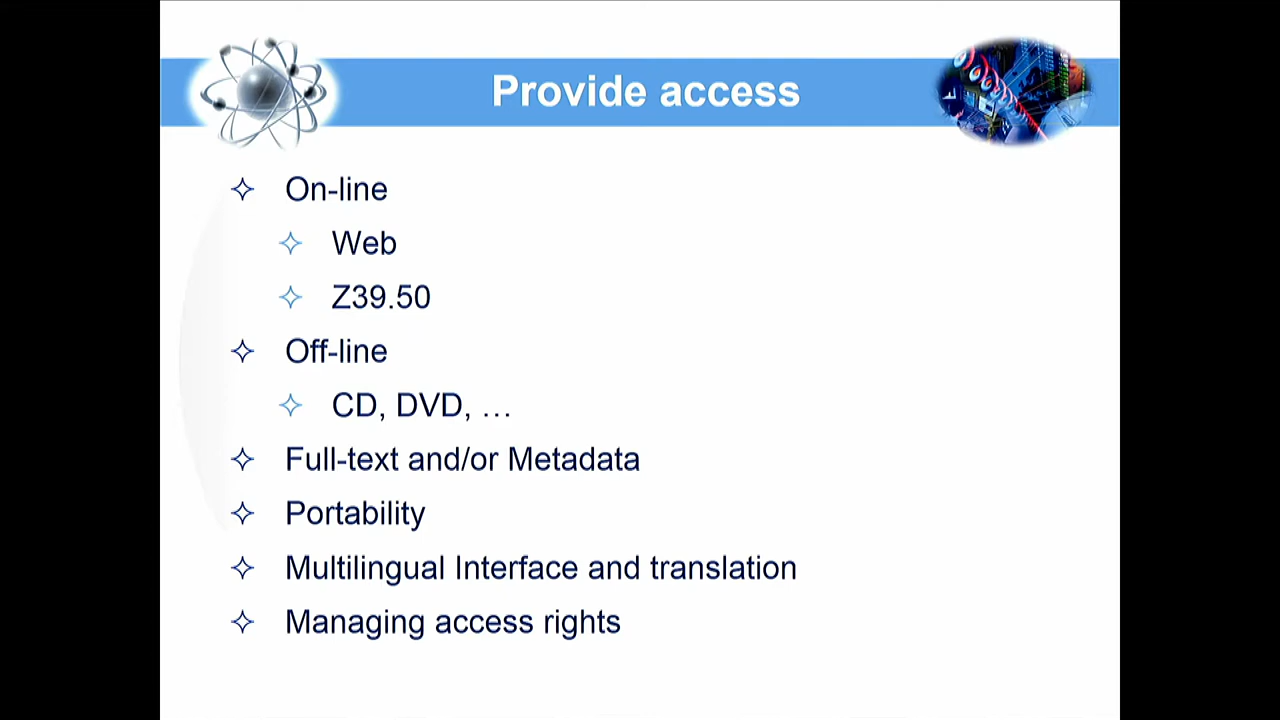 Provide access
On-line
Web
Z39.50
Off-line
CD, DVD, …
Full-text and/or Metadata
Portability
Multilingual Interface and translation
Managing access rights